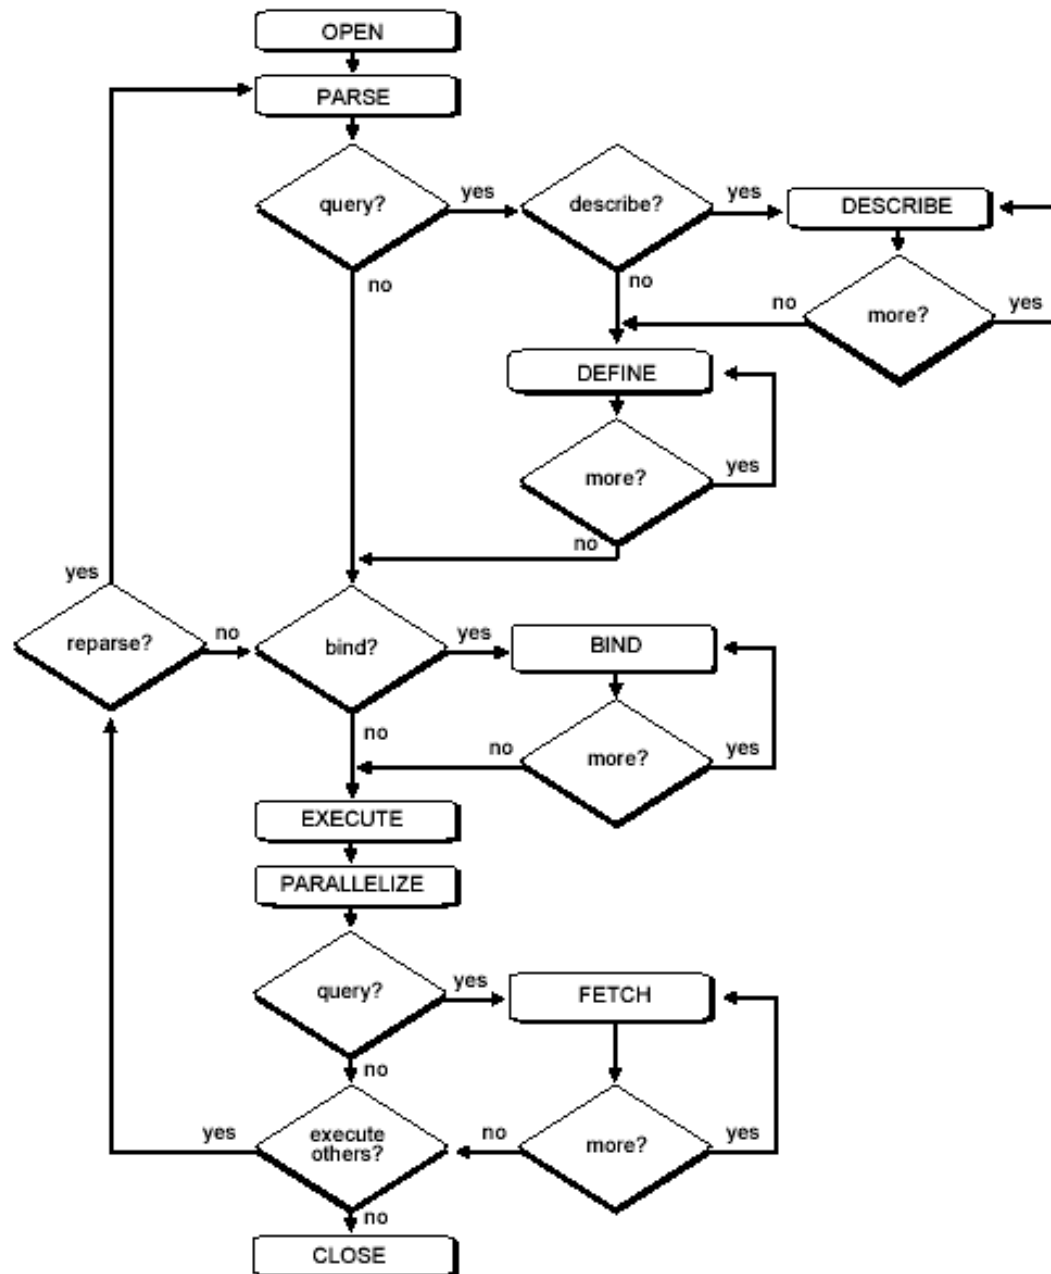 OPEN
PARSE
query?
yes
describe?
yes
DESCRIBE
no
no
no
more?
yes
DEFINE
more?
yes
no
yes
reparse?
no
bind?
yes
BIND
no
no
more?
yes
EXECUTE
PARALLELIZE
query?
yes
FETCH
no
yes
execute
others?
no
more?
yes
no
CLOSE